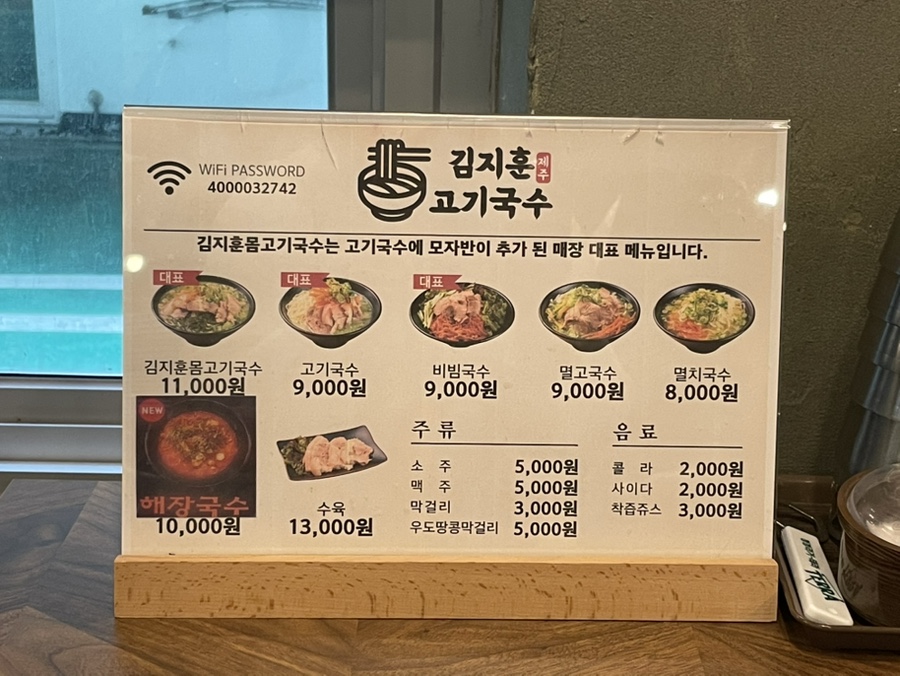 WiFi PASSWORD
4000032742
김지훈 제주
고기국수
김지훈몸고기국수는 고기국수에 모자반이 추가 된 매장 대표 메뉴입니다.
대표
대표
대표
김지훈몸고기국수
11,000원
고기국수
9,000원
비빔국수
9,000원
멸고국수
9,000원
멸치국수
8,000원
NEW
해장국수
10,000원
수육
13,000원
주류
소 주 5,000원
맥 주 5,000원
막걸리 3,000원
우도땅콩막걸리 5,000원
음료
콜 라 2,000원
사이다 2,000원
착즙쥬스 3,000원